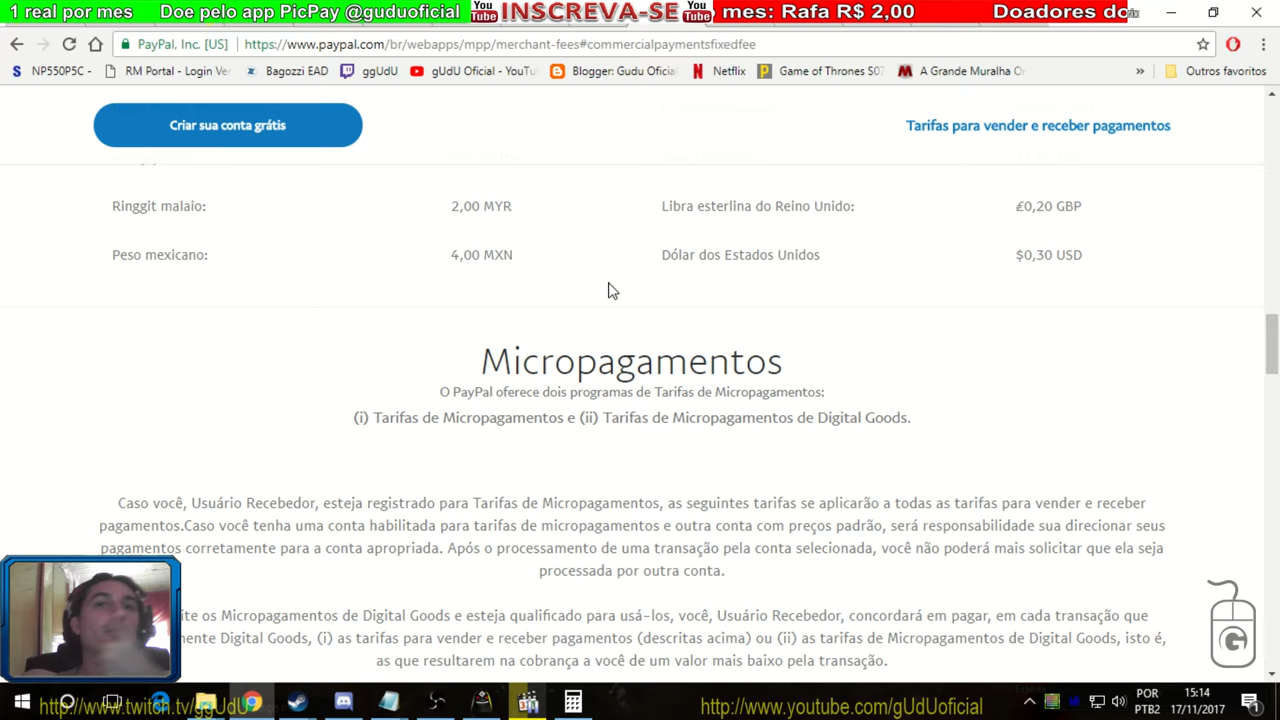 1 real por mes
Doe pelo app PicPay @guduoficial
You Tube INSCREVA-SE You Tube
mes: Rafa R$ 2,00
Doadores do
PayPal, Inc. [US]
https://www.paypal.com/br/webapps/mpp/merchant-fees#commercialpaymentsfixedfee
NP550P5C -
RM Portal - Login Ve
Bagozzi EAD
ggUdU
gUdU Oficial - YouTu
Blogger: Gudu Oficia
Netflix
Game of Thrones S07
A Grande Muralha O
»
Outros favoritos
Criar sua conta grátis
Tarifas para vender e receber pagamentos
Ringgit malaio: 2,00 MYR Libra esterlina do Reino Unido: £0,20 GBP
Peso mexicano: 4,00 MXN Dólar dos Estados Unidos $0,30 USD
Micropagamentos
O PayPal oferece dois programas de Tarifas de Micropagamentos:
(i) Tarifas de Micropagamentos e (ii) Tarifas de Micropagamentos de Digital Goods.
Caso você, Usuário Recebedor, esteja registrado para Tarifas de Micropagamentos, as seguintes tarifas se aplicarão a todas as tarifas para vender e receber
pagamentos.Caso você tenha uma conta habilitada para tarifas de micropagamentos e outra conta com preços padrão, será responsabilidade sua direcionar seus
pagamentos corretamente para a conta apropriada. Após o processamento de uma transação pela conta selecionada, você não poderá mais solicitar que ela seja
processada por outra conta.
ite os Micropagamentos de Digital Goods e esteja qualificado para usá-los, você, Usuário Recebedor, concordará em pagar, em cada transação que
mente Digital Goods, (i) as tarifas para vender e receber pagamentos (descritas acima) ou (ii) as tarifas de Micropagamentos de Digital Goods, isto é,
as que resultarem na cobrança a você de um valor mais baixo pela transação.
G
http://www.twitch.tv/ggUdU
http://www.youtube.com/gUdUoficial
POR
PTB2
15:14
17/11/2017